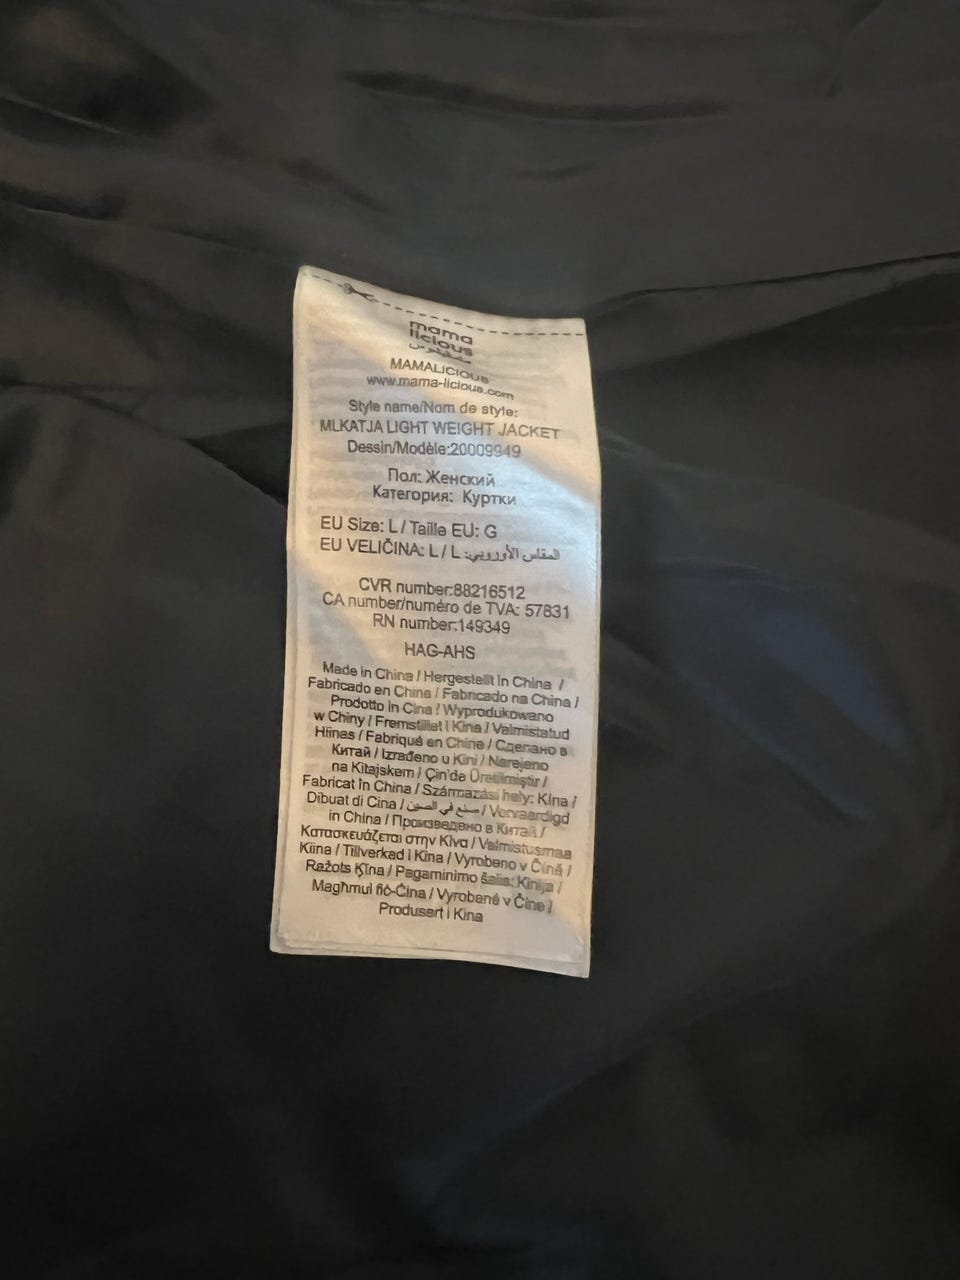 mama
licious
MAMALICIOUS
www.mama-licious.com
Style name/Nom de style:
MLKATJA LIGHT WEIGHT JACKET
Dessin/Modèle:20009949
Пол: Женский
Категория: Куртки
EU Size: L / Taille EU: G
EU VELIČINA: L / L :المقاس الأوروبي
CVR number:88216512
CA number/numéro de TVA: 57831
RN number:149349
HAG-AHS
Made in China / Hergestellt in China /
Fabricado en China / Fabricado na China /
Prodotto in Cina / Wyprodukowano
w Chiny / Fremstillet i Kina / Valmistatud
Hiinas / Fabriqué en Chine / Сделано в
Китай / Izrađeno u Kini / Narejeno
na Kitajskem / Çin'de Üretilmiştir /
Fabricat în China / Származási hely: Kína /
Dibuat di Cina / صنع في الصين / Vervaardigd
in China / Произведено в Китай /
Κατασκευάζεται στην Κίνα / Valmistusmaa
Kiina / Tillverkad i Kina / Vyrobeno v Číně /
Ražots Ķīna / Pagaminimo šalis: Kinija /
Magħmul fiċ-Ċina / Vyrobené v Číne /
Produsert i Kina